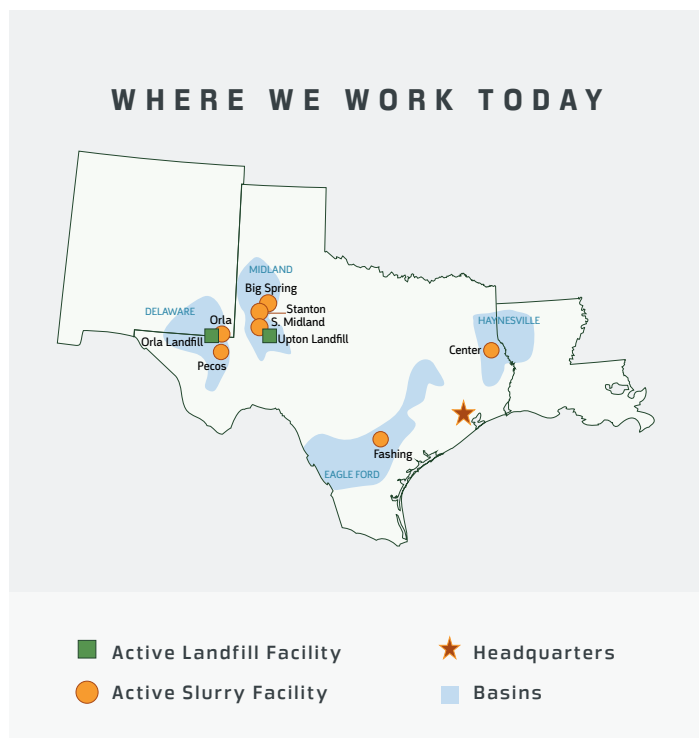 WHERE WE WORK TODAY
MIDLAND
Big Spring
DELAWARE
Stanton
Orla
S. Midland
HAYNESVILLE
Orla Landfill
Upton Landfill
Center
Pecos
Fashing
EAGLE FORD
Active Landfill Facility
Headquarters
Active Slurry Facility
Basins